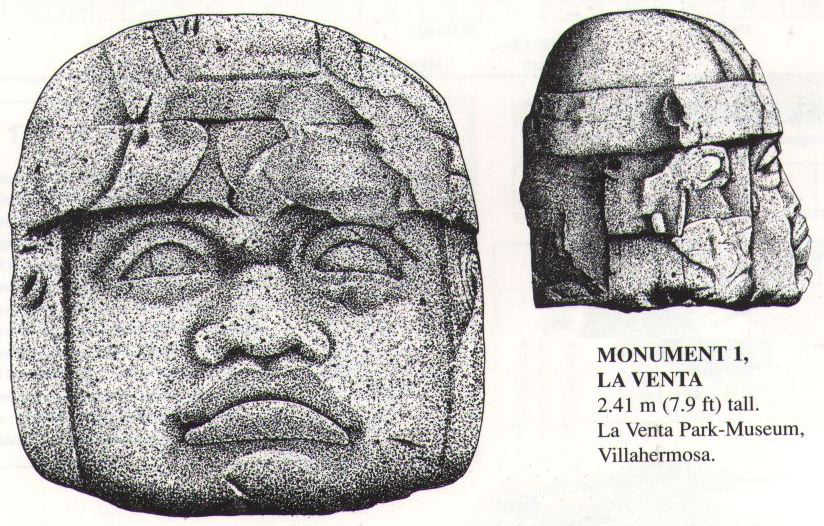 MONUMENT 1,
LA VENTA
2.41 m (7.9 ft) tall.
La Venta Park-Museum,
Villahermosa.